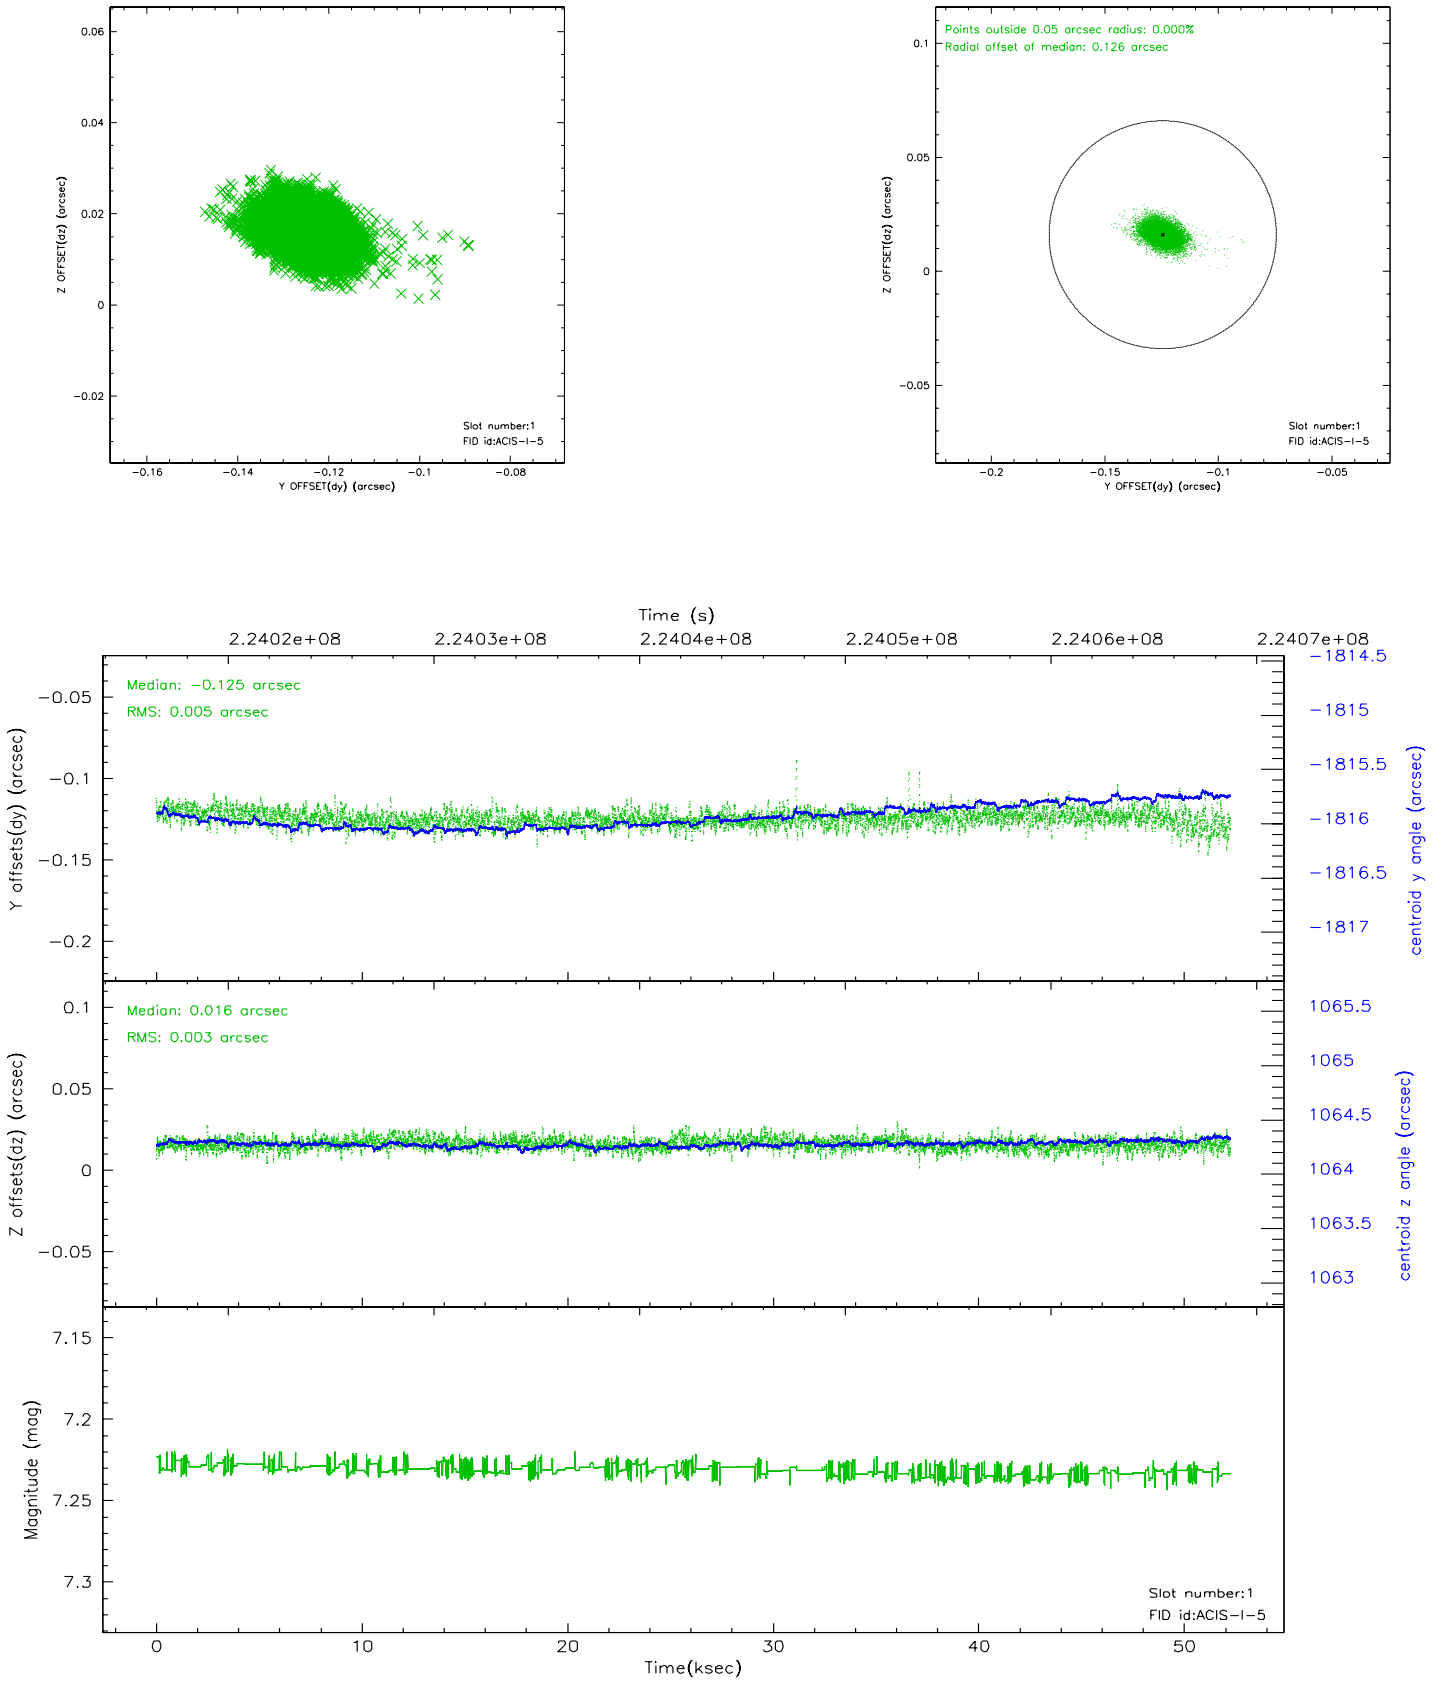 0.06
0.04
0.02
0
−0.02
Z OFFSET(dz) (arcsec)
Slot number:1
FID id:ACIS−I−5
−0.16 −0.14 −0.12 −0.1 −0.08
Y OFFSET(dy) (arcsec)
Points outside 0.05 arcsec radius: 0.000%
Radial offset of median: 0.126 arcsec
0.1
0.05
0
−0.05
Z OFFSET(dz) (arcsec)
Slot number:1
FID id:ACIS−I−5
−0.2 −0.15 −0.1 −0.05
Y OFFSET(dy) (arcsec)
Time (s)
2.2402e+08 2.2403e+08 2.2404e+08 2.2405e+08 2.2406e+08 2.2407e+08
Median: −0.125 arcsec
RMS: 0.005 arcsec
−0.05
−0.1
−0.15
−0.2
Y offsets(dy) (arcsec)
−1814.5
−1815
−1815.5
−1816
−1816.5
−1817
centroid y angle (arcsec)
Median: 0.016 arcsec
RMS: 0.003 arcsec
0.1
0.05
0
−0.05
Z offsets(dz) (arcsec)
1065.5
1065
1064.5
1064
1063.5
1063
centroid z angle (arcsec)
7.15
7.2
7.25
7.3
Magnitude (mag)
Slot number:1
FID id:ACIS−I−5
0 10 20 30 40 50
Time(ksec)